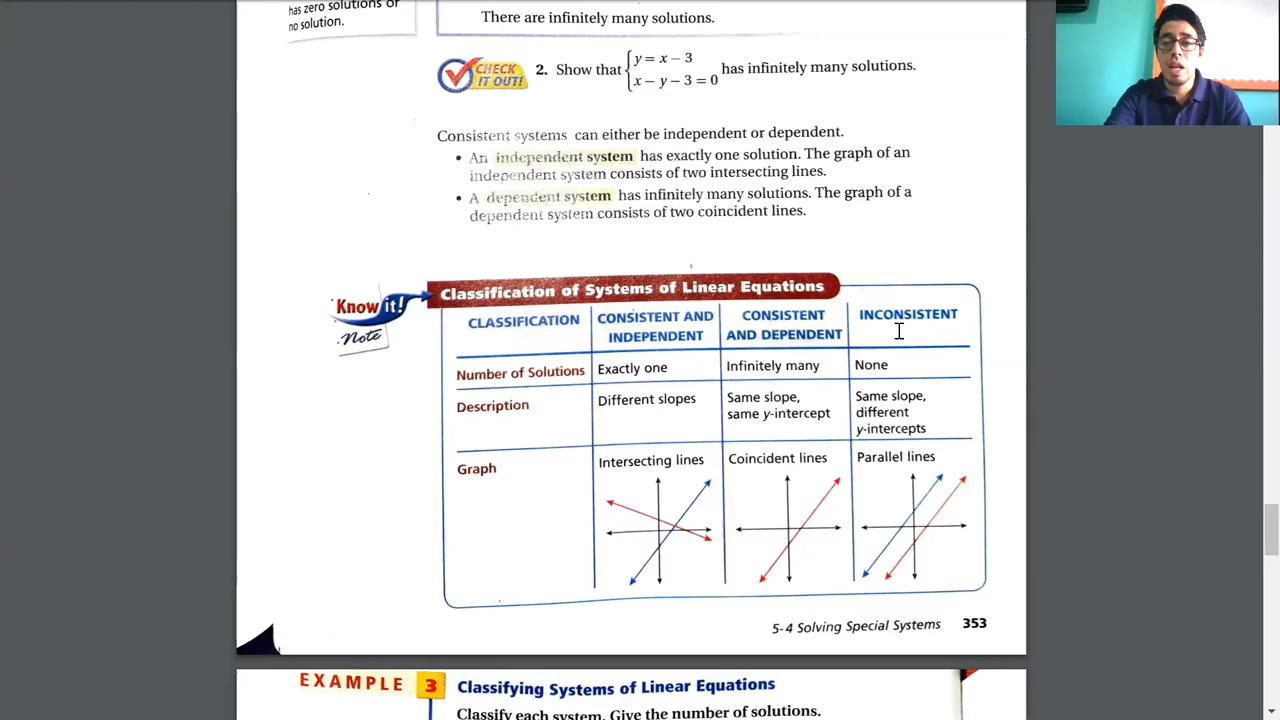 has zero solutions or
no solution.
There are infinitely many solutions.
CHECK IT OUT!
2. Show that { y = x − 3
x − y − 3 = 0 has infinitely many solutions.
Consistent systems can either be independent or dependent.
• An independent system has exactly one solution. The graph of an
independent system consists of two intersecting lines.
• A dependent system has infinitely many solutions. The graph of a
dependent system consists of two coincident lines.
Know it!
Note
Classification of Systems of Linear Equations
CLASSIFICATION CONSISTENT AND INDEPENDENT CONSISTENT AND DEPENDENT INCONSISTENT
Number of Solutions Exactly one Infinitely many None
Description Different slopes Same slope, same y-intercept Same slope, different y-intercepts
Graph Intersecting lines Coincident lines Parallel lines
5-4 Solving Special Systems 353
EXAMPLE 3 Classifying Systems of Linear Equations
Classify each system. Give the number of solutions.